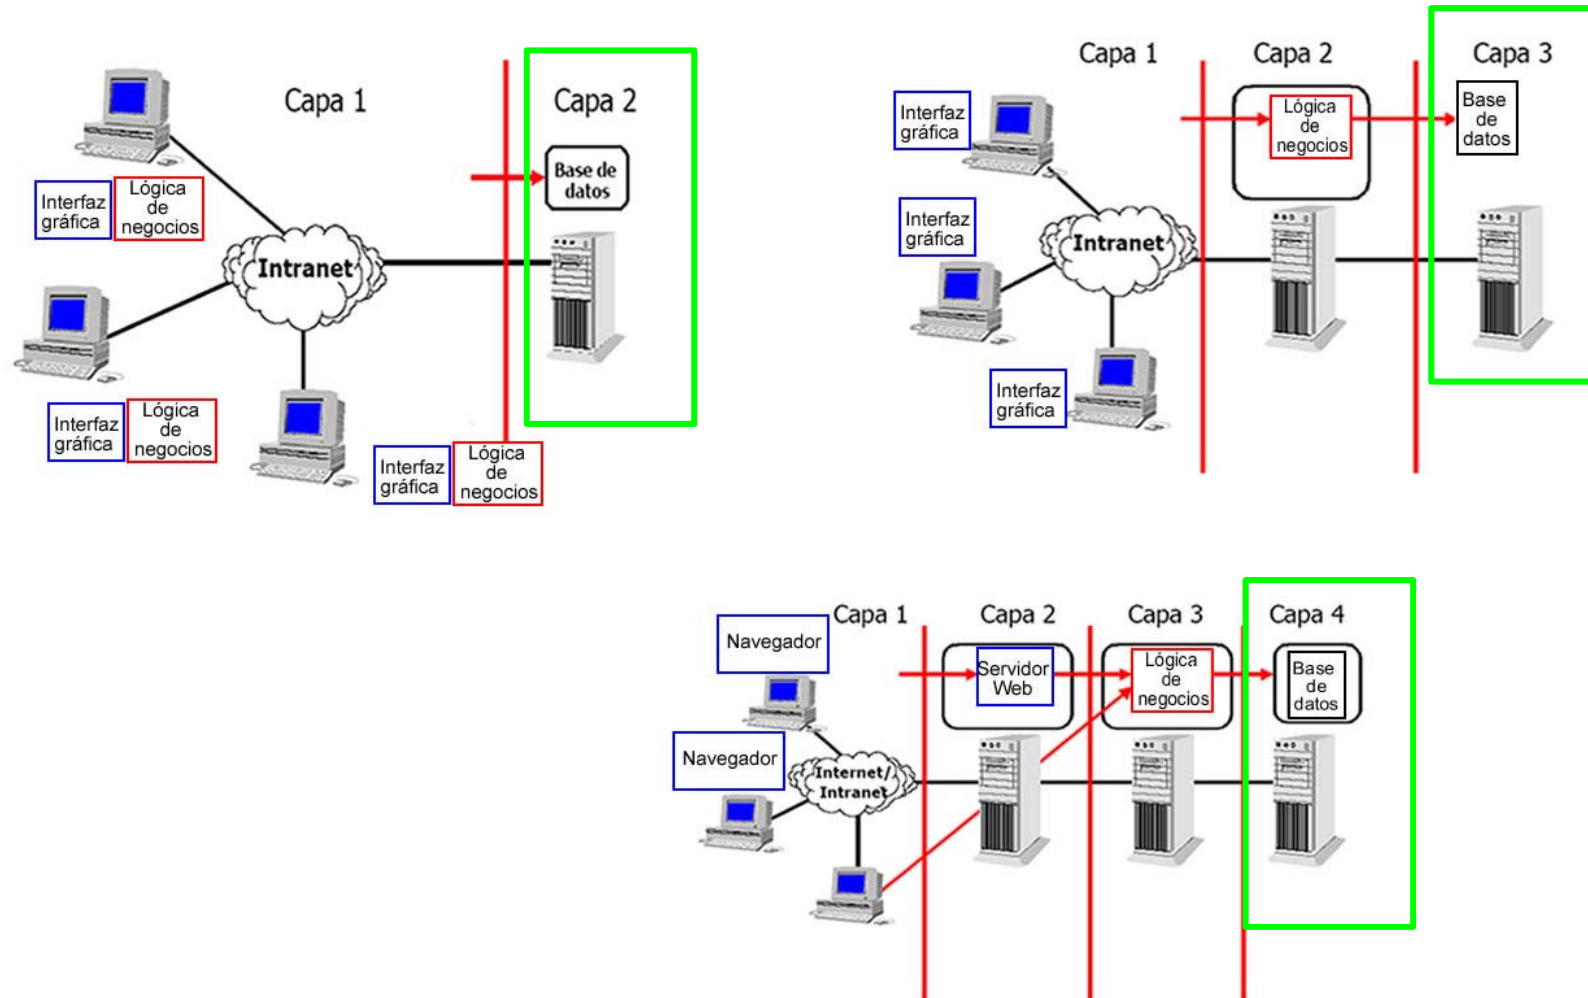 Capa 1
Capa 2
Base de
datos
Interfaz
gráfica
Lógica
de
negocios
Intranet
Interfaz
gráfica
Lógica
de
negocios
Interfaz
gráfica
Lógica
de
negocios
Capa 1
Capa 2
Capa 3
Interfaz
gráfica
Lógica
de
negocios
Base
de
datos
Interfaz
gráfica
Intranet
Interfaz
gráfica
Capa 1
Capa 2
Capa 3
Capa 4
Navegador
Servidor
Web
Lógica
de
negocios
Base
de
datos
Navegador
Internet/
Intranet